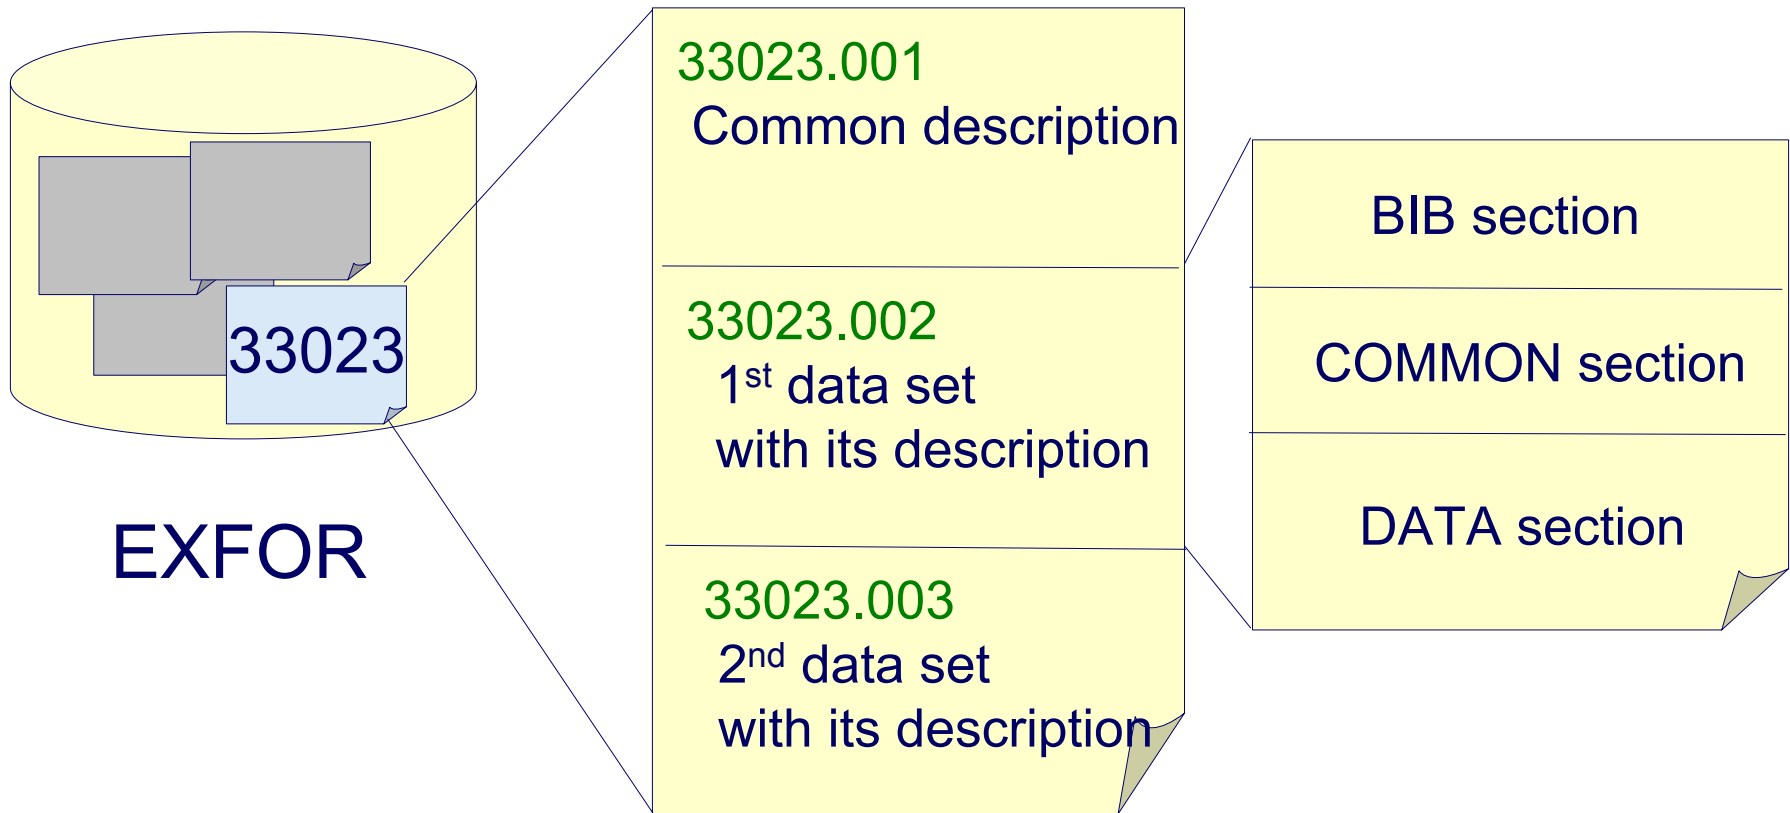 33023
EXFOR
33023.001
Common description
33023.002
1st data set
with its description
33023.003
2nd data set
with its description
BIB section
COMMON section
DATA section